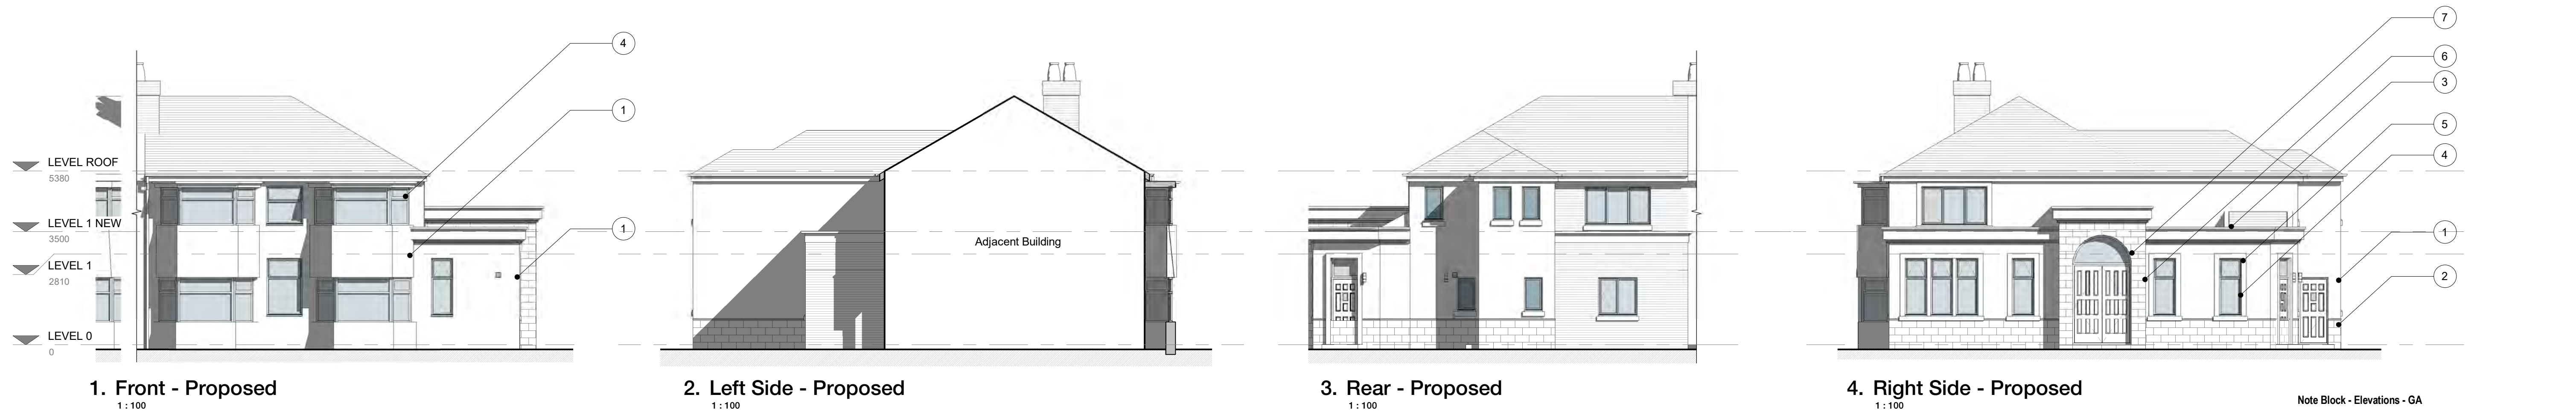 4
1
1
LEVEL ROOF
5380
LEVEL 1 NEW
3500
LEVEL 1
2810
LEVEL 0
0
1. Front - Proposed
1 : 100
Adjacent Building
2. Left Side - Proposed
1 : 100
3. Rear - Proposed
1 : 100
7
6
3
5
4
1
2
4. Right Side - Proposed
1 : 100
Note Block - Elevations - GA